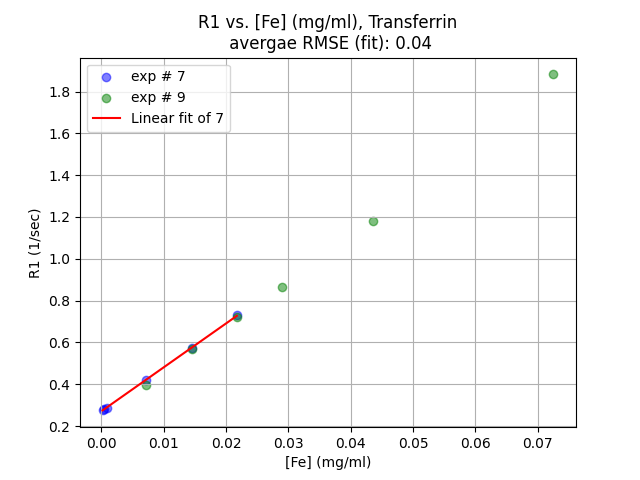 R1 vs. [Fe] (mg/ml), Transferrin
avergae RMSE (fit): 0.04
exp # 7
exp # 9
Linear fit of 7
R1 (1/sec)
1.8
1.6
1.4
1.2
1.0
0.8
0.6
0.4
0.2
0.00 0.01 0.02 0.03 0.04 0.05 0.06 0.07
[Fe] (mg/ml)